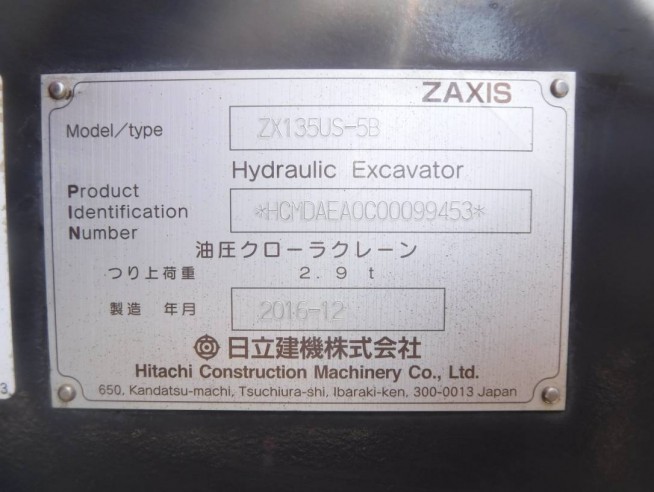 ZAXIS
Model/type ZX135US-5B
Hydraulic Excavator
Product
Identification *HCMDAEA0C00099453*
Number
油圧クローラクレーン
つり上荷重 2.9 t
製造 年月 2016-12
日立建機株式会社
Hitachi Construction Machinery Co., Ltd.
650, Kandatsu-machi, Tsuchiura-shi, Ibaraki-ken, 300-0013 Japan
3